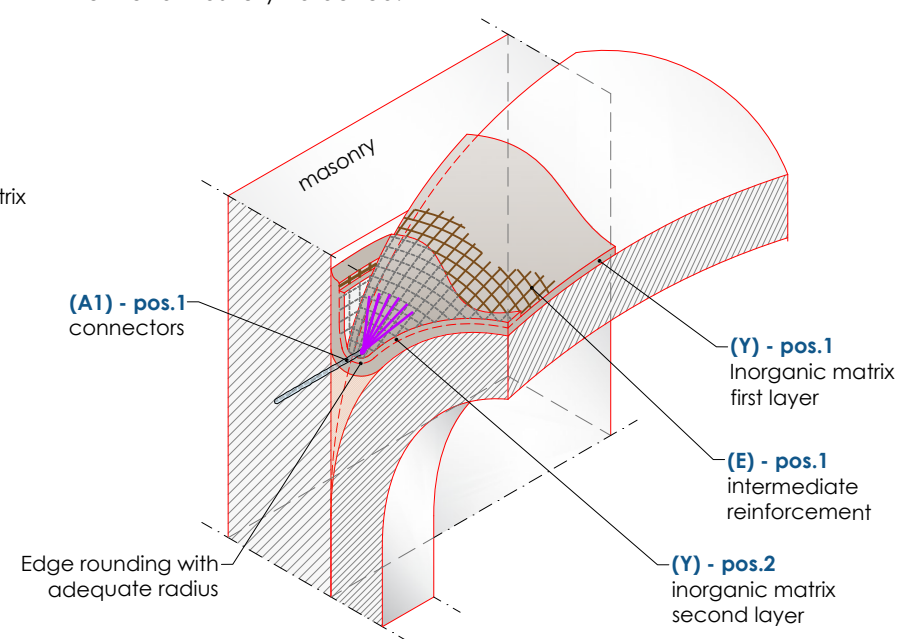 masonry
trix
(A1) - pos.1
connectors
(Y) - pos.1
Inorganic matrix
first layer
(E) - pos.1
intermediate
reinforcement
Edge rounding with
adequate radius
(Y) - pos.2
inorganic matrix
second layer